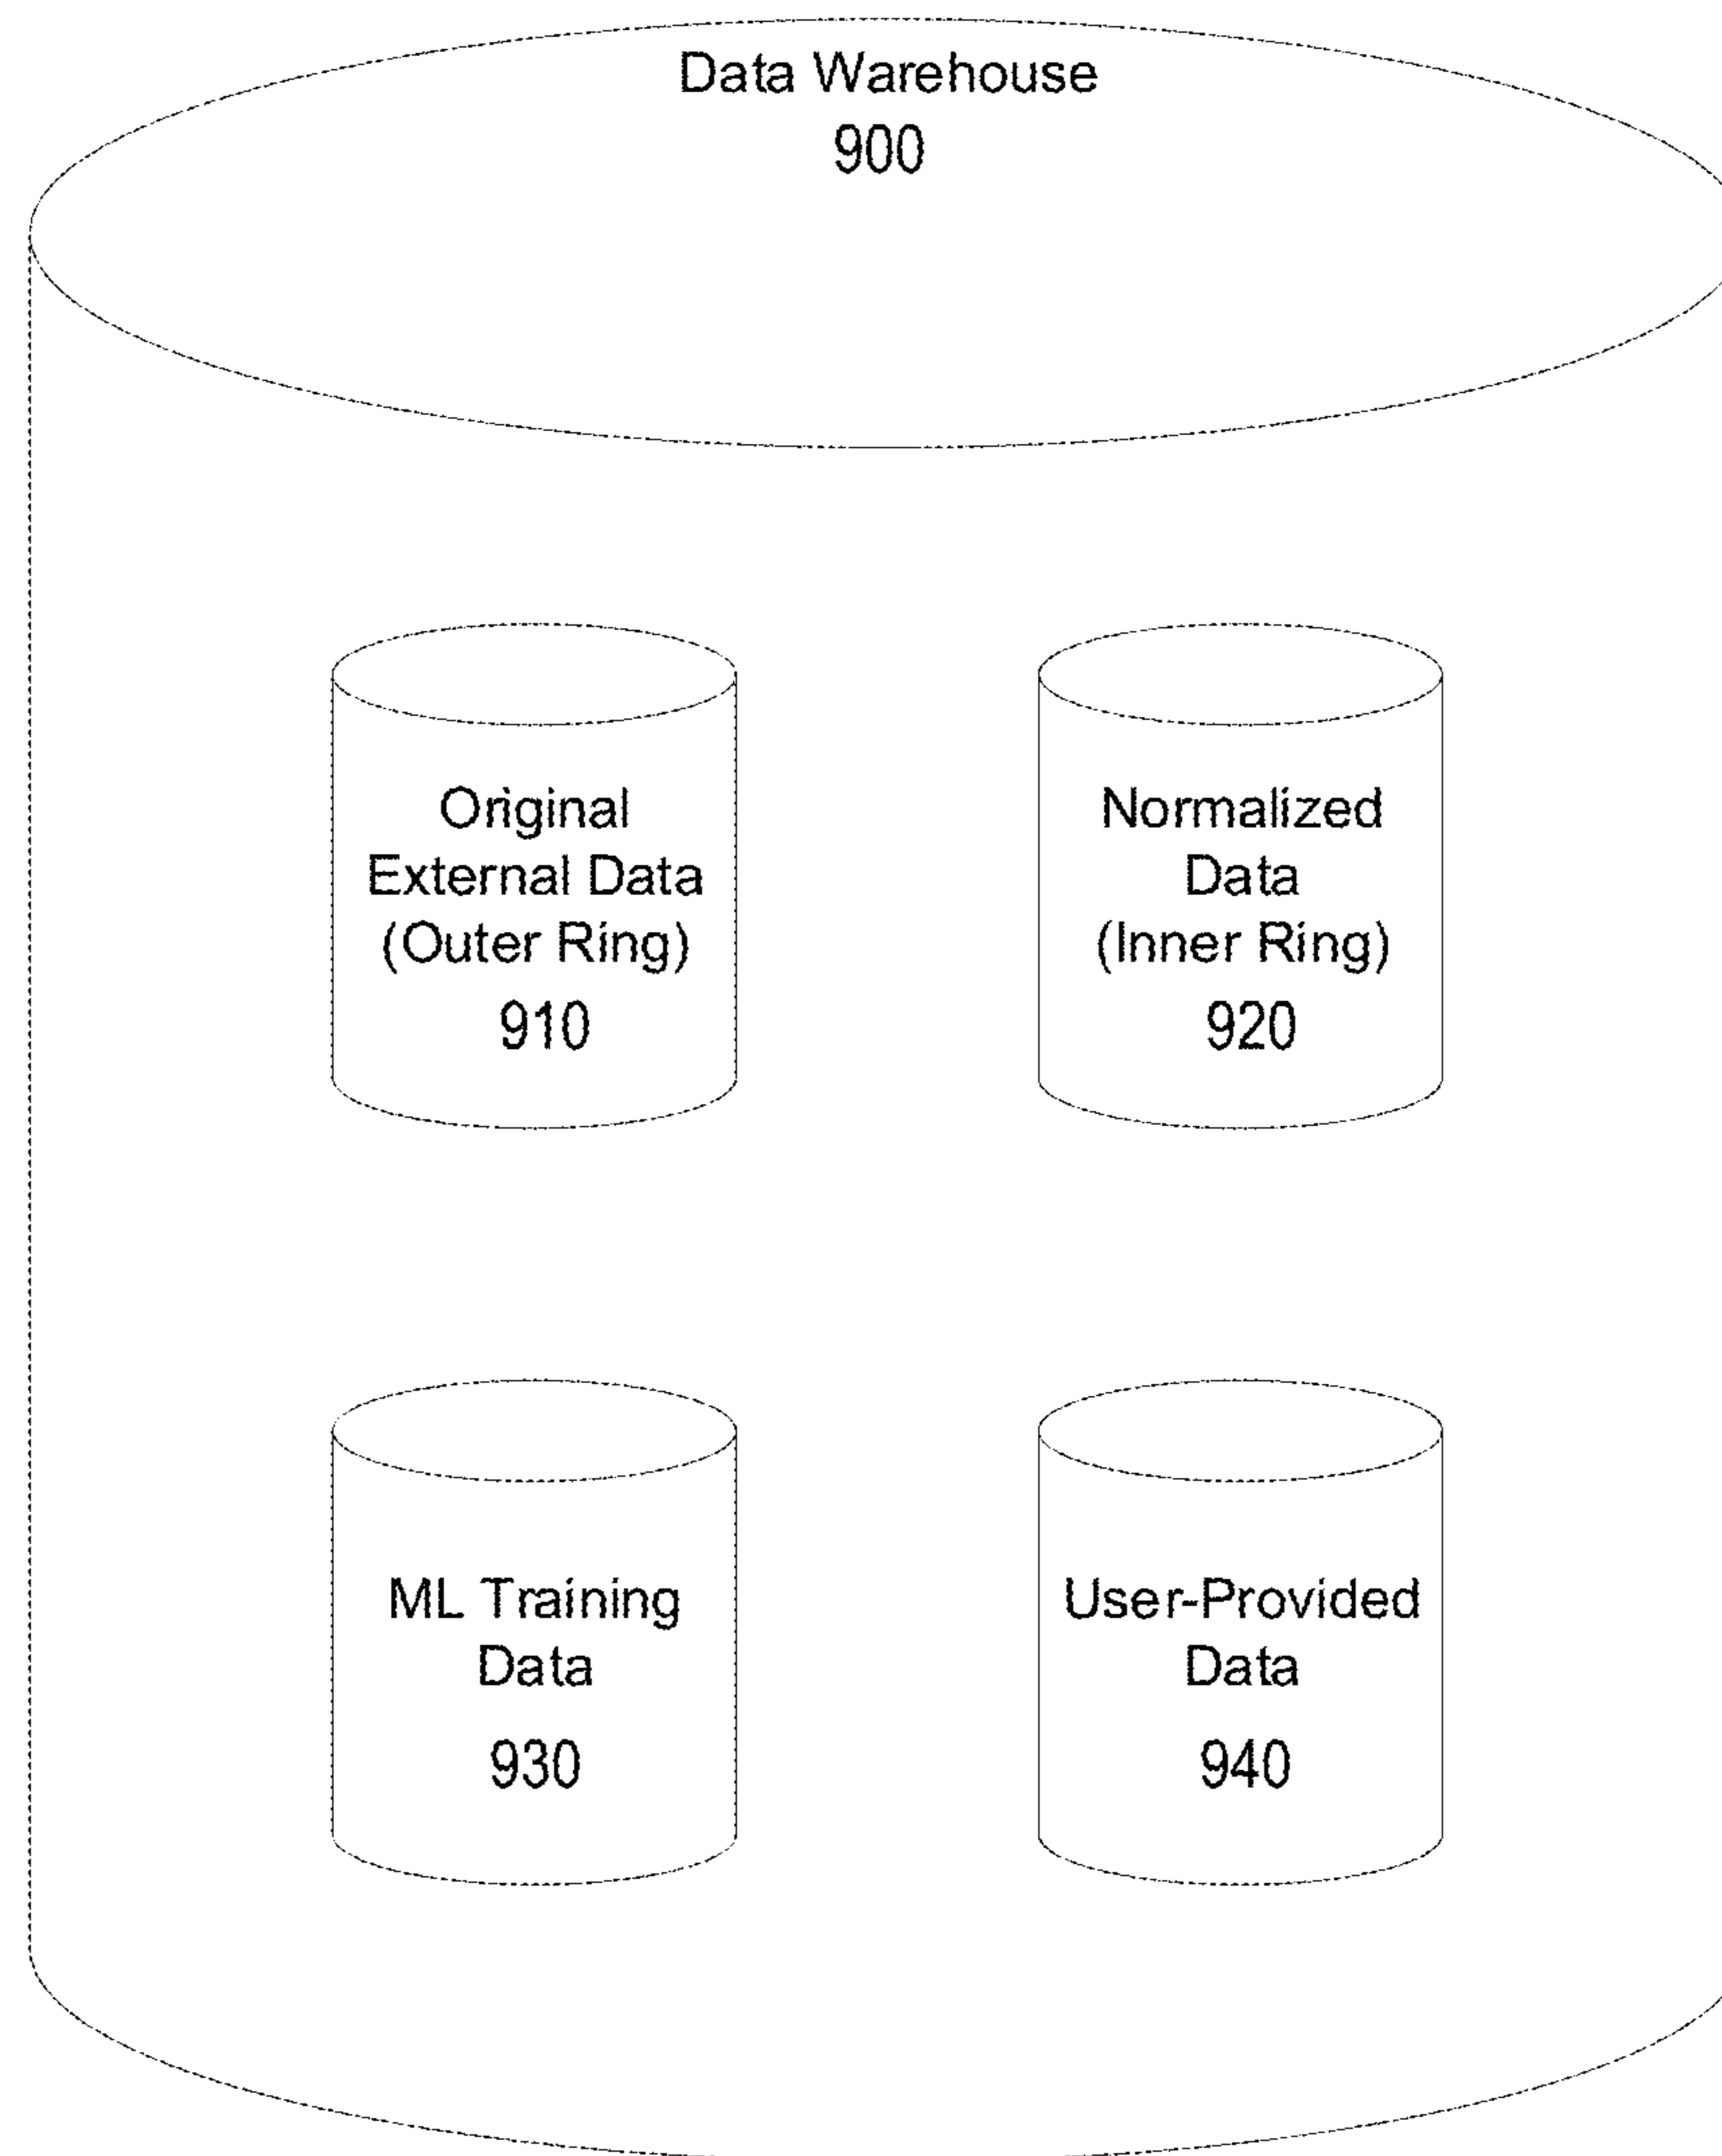 Data Warehouse
900
Original
External Data
(Outer Ring)
910
Normalized
Data
(Inner Ring)
920
ML Training
Data
930
User-Provided
Data
940